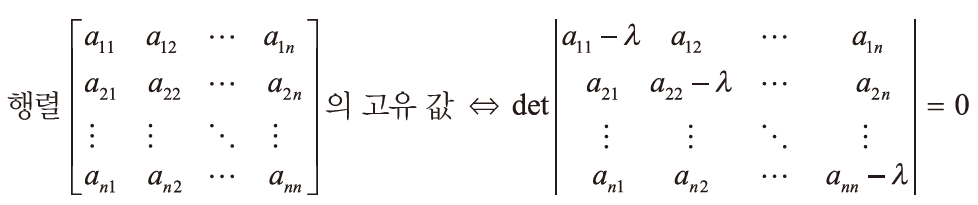 행렬 [ a₁₁ a₁₂ ⋯ a₁ₙ ; a₂₁ a₂₂ ⋯ a₂ₙ ; ⋮ ⋮ ⋱ ⋮ ; aₙ₁ aₙ₂ ⋯ aₙₙ ] 의 고유 값 ⇔ det | a₁₁ − λ a₁₂ ⋯ a₁ₙ ; a₂₁ a₂₂ − λ ⋯ a₂ₙ ; ⋮ ⋮ ⋱ ⋮ ; aₙ₁ aₙ₂ ⋯ aₙₙ − λ | = 0